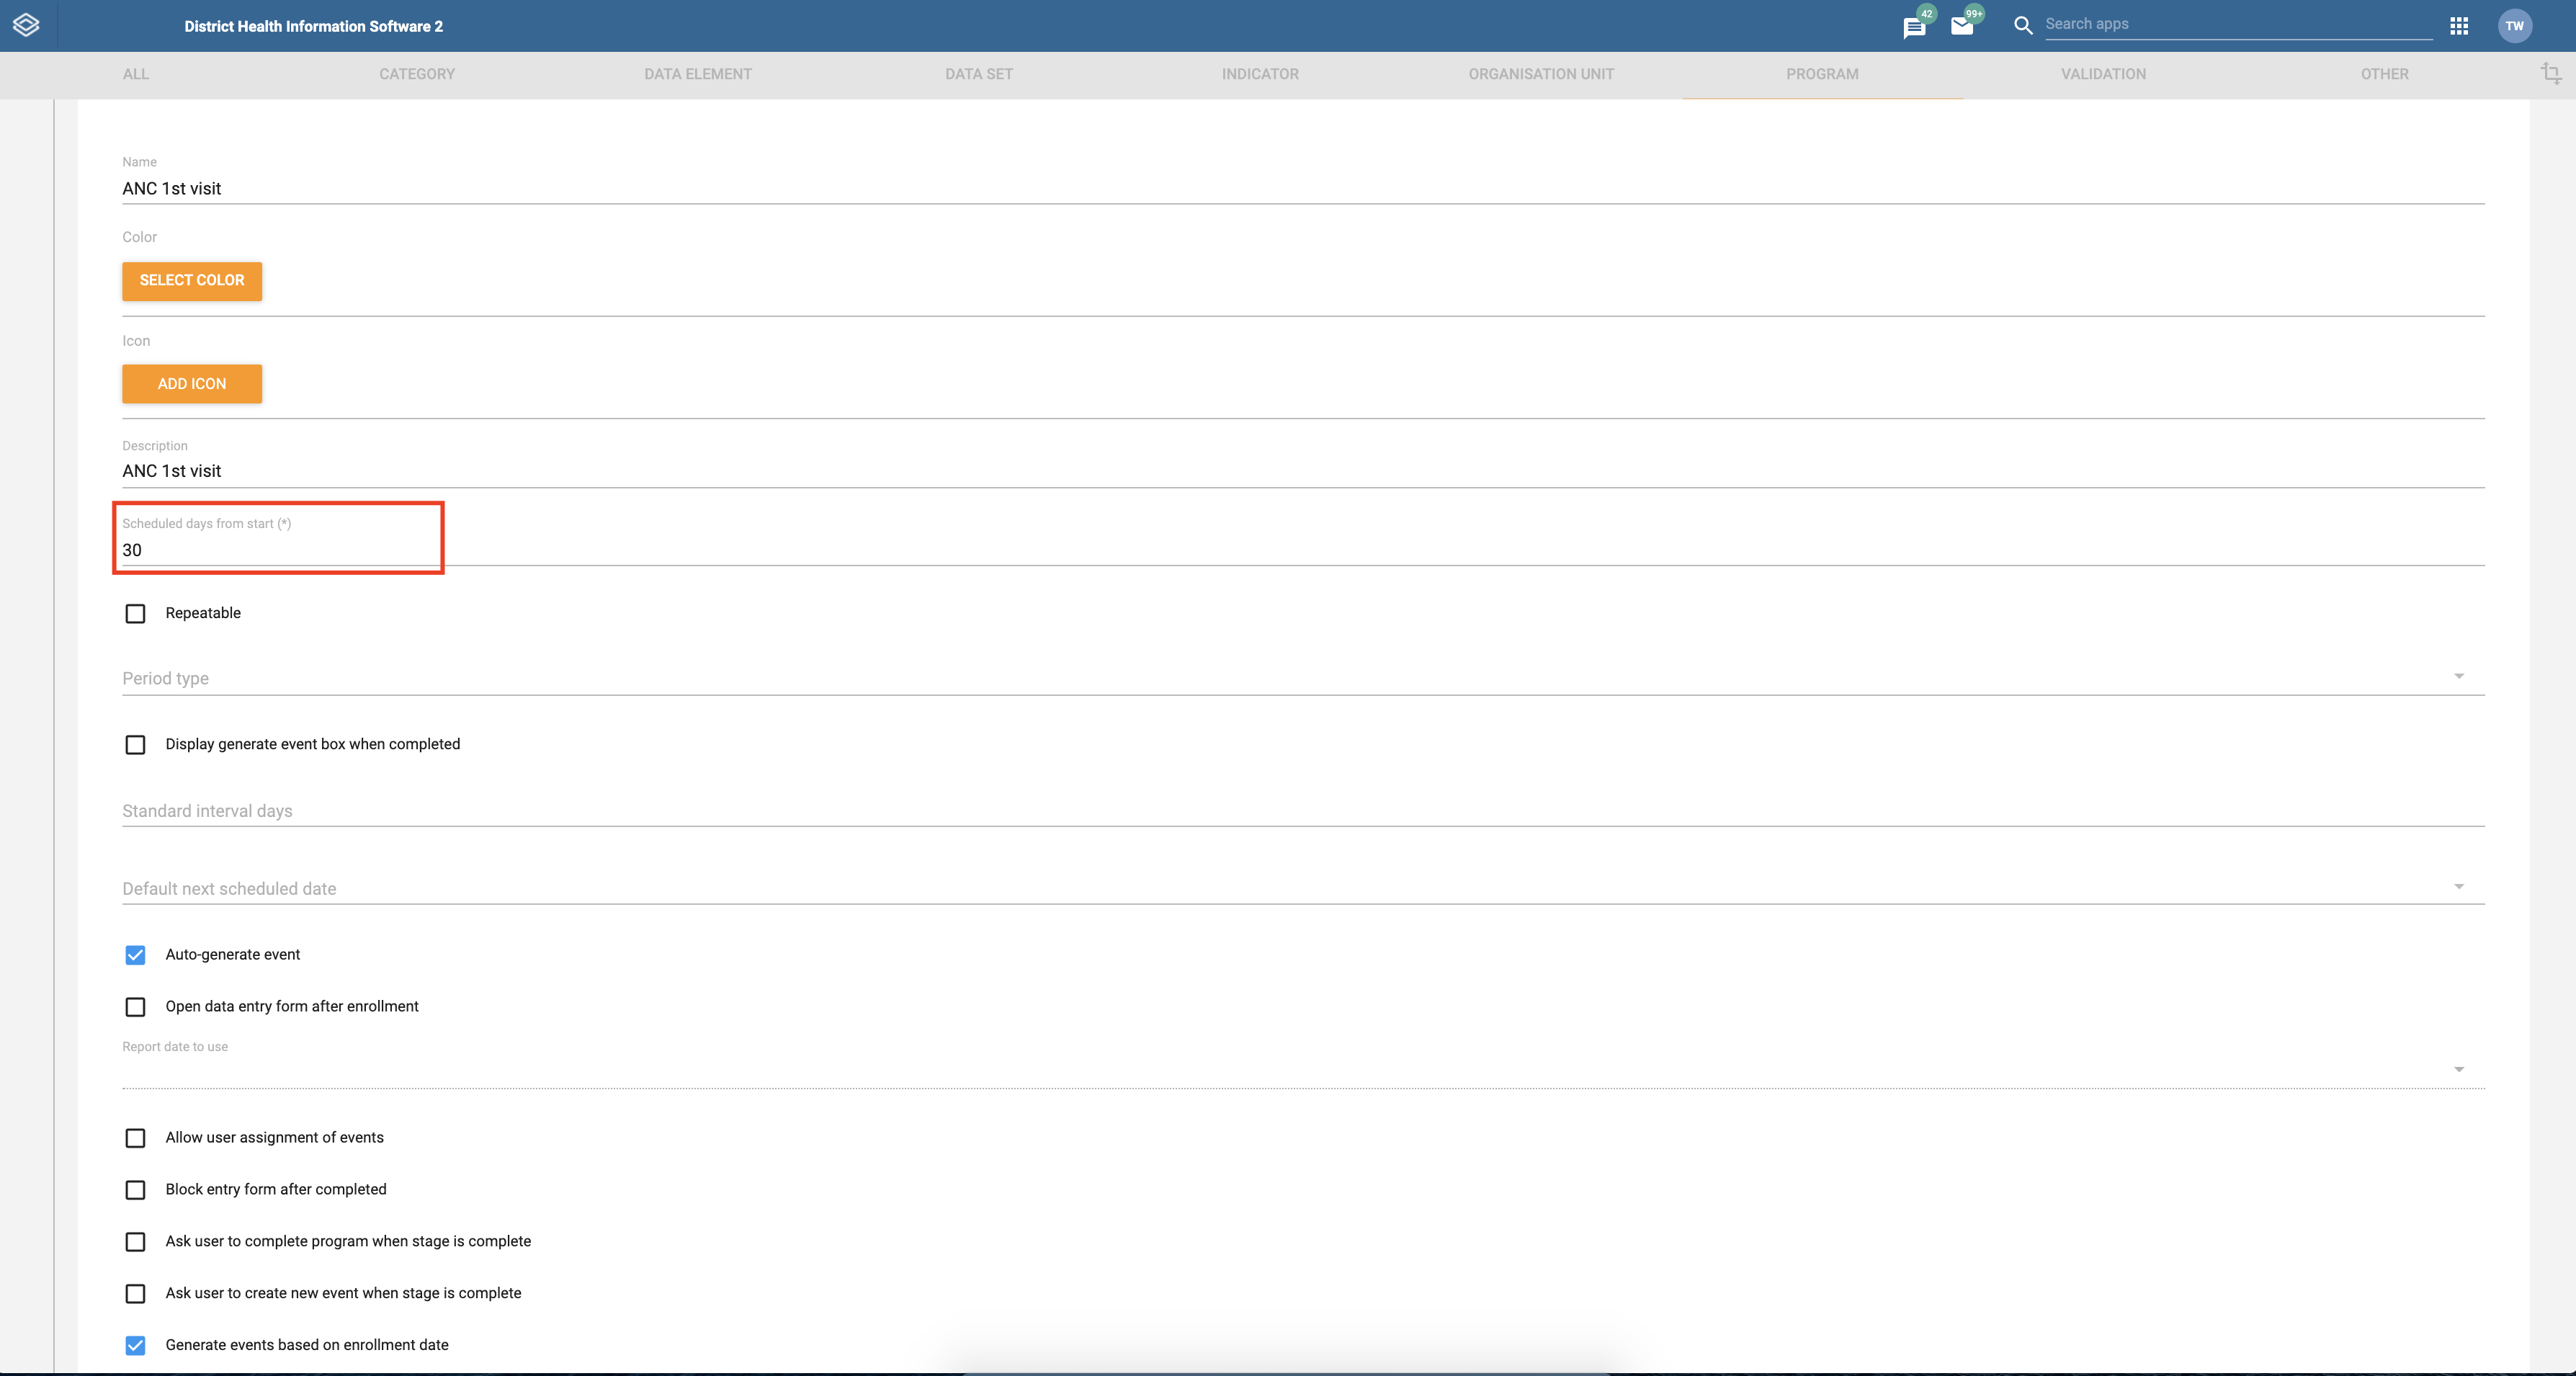 District Health Information Software 2
42
99+
Search apps
TW
ALL CATEGORY DATA ELEMENT DATA SET INDICATOR ORGANISATION UNIT PROGRAM VALIDATION OTHER
Name
ANC 1st visit
Color
SELECT COLOR
Icon
ADD ICON
Description
ANC 1st visit
Scheduled days from start (*)
30
Repeatable
Period type
Display generate event box when completed
Standard interval days
Default next scheduled date
Auto-generate event
Open data entry form after enrollment
Report date to use
Allow user assignment of events
Block entry form after completed
Ask user to complete program when stage is complete
Ask user to create new event when stage is complete
Generate events based on enrollment date